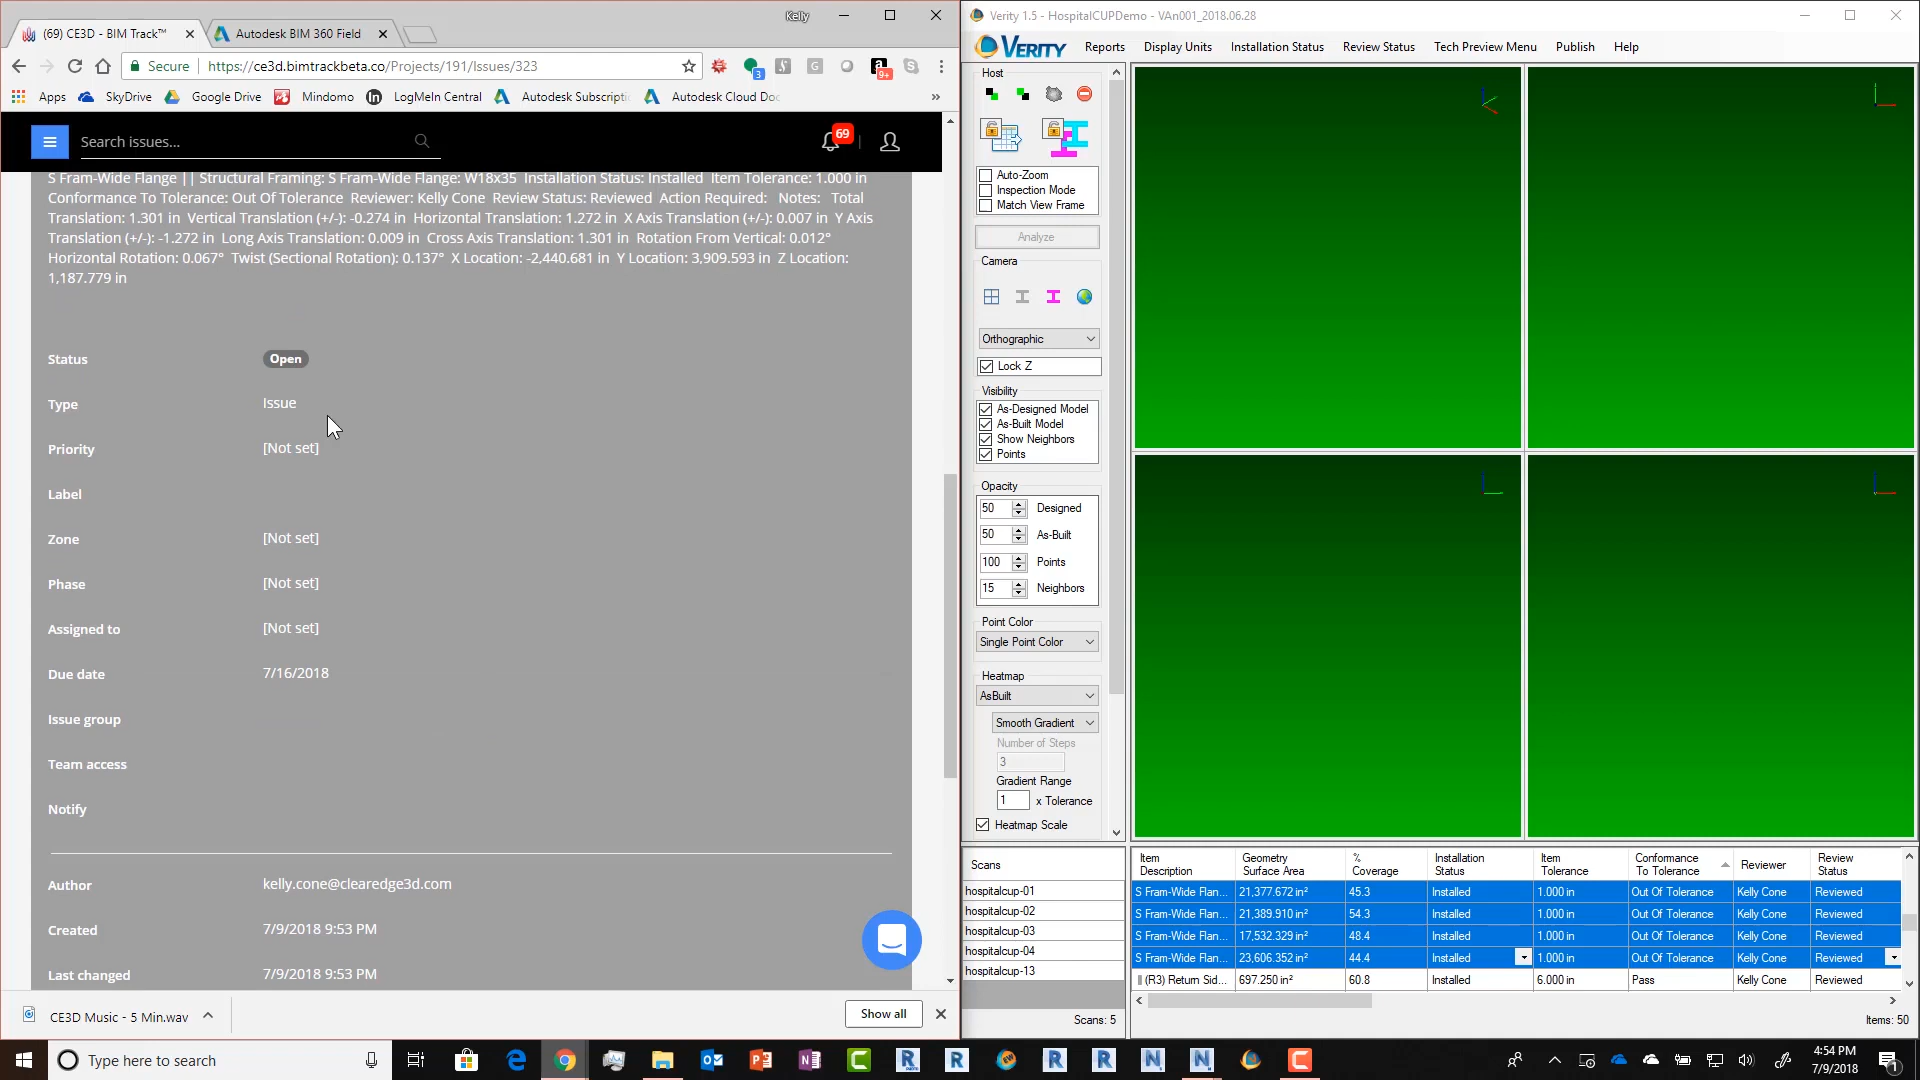 Kelly
(69) CE3D - BIM Track™
Autodesk BIM 360 Field
Secure
https://ce3d.bimtrackbeta.co/Projects/191/Issues/323
3
9+
Apps
SkyDrive
Google Drive
Mindomo
LogMeIn Central
Autodesk Subscripti
Autodesk Cloud Do
Search issues...
69
S Fram-Wide Flange || Structural Framing: S Fram-Wide Flange: W18x35 Installation Status: Installed Item Tolerance: 1.000 in
Conformance To Tolerance: Out Of Tolerance Reviewer: Kelly Cone Review Status: Reviewed Action Required: Notes: Total
Translation: 1.301 in Vertical Translation (+/-): -0.274 in Horizontal Translation: 1.272 in X Axis Translation (+/-): 0.007 in Y Axis
Translation (+/-): -1.272 in Long Axis Translation: 0.009 in Cross Axis Translation: 1.301 in Rotation From Vertical: 0.012°
Horizontal Rotation: 0.067° Twist (Sectional Rotation): 0.137° X Location: -2,440.681 in Y Location: 3,909.593 in Z Location:
1,187.779 in
Status Open
Type Issue
Priority [Not set]
Label
Zone [Not set]
Phase [Not set]
Assigned to [Not set]
Due date 7/16/2018
Issue group
Team access
Notify
Author kelly.cone@clearedge3d.com
Created 7/9/2018 9:53 PM
Last changed 7/9/2018 9:53 PM
CE3D Music - 5 Min.wav
Show all
Verity 1.5 - HospitalCUPDemo - VAn001_2018.06.28
VERITY
Reports
Display Units
Installation Status
Review Status
Tech Preview Menu
Publish
Help
Host
Auto-Zoom
Inspection Mode
Match View Frame
Analyze
Camera
Orthographic
Lock Z
Visibility
As-Designed Model
As-Built Model
Show Neighbors
Points
Opacity
50 Designed
50 As-Built
100 Points
15 Neighbors
Point Color
Single Point Color
Heatmap
AsBuilt
Smooth Gradient
Number of Steps
3
Gradient Range
1 x Tolerance
Heatmap Scale
Scans
hospitalcup-01
hospitalcup-02
hospitalcup-03
hospitalcup-04
hospitalcup-13
Scans: 5
Item Description
Geometry Surface Area
% Coverage
Installation Status
Item Tolerance
Conformance To Tolerance
Reviewer
Review Status
S Fram-Wide Flan... 21,377.672 in² 45.3 Installed 1.000 in Out Of Tolerance Kelly Cone Reviewed
S Fram-Wide Flan... 21,389.910 in² 54.3 Installed 1.000 in Out Of Tolerance Kelly Cone Reviewed
S Fram-Wide Flan... 17,532.329 in² 48.4 Installed 1.000 in Out Of Tolerance Kelly Cone Reviewed
S Fram-Wide Flan... 23,606.352 in² 44.4 Installed 1.000 in Out Of Tolerance Kelly Cone Reviewed
(R3) Return Sid... 697.250 in² 60.8 Installed 6.000 in Pass Kelly Cone Reviewed
Items: 50
Type here to search
4:54 PM
7/9/2018
1